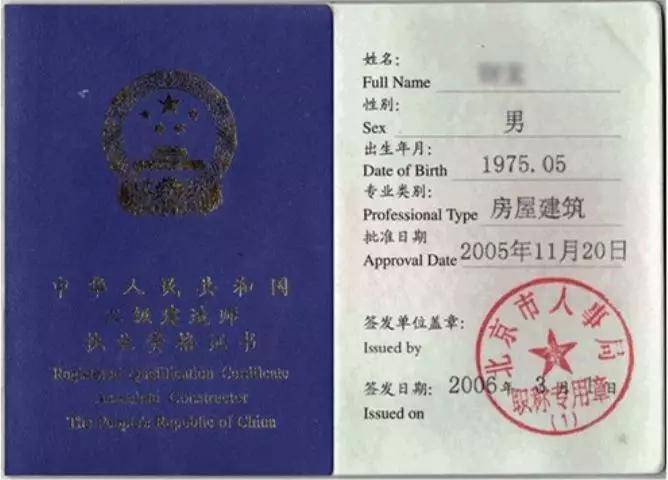 中华人民共和国
二级建造师
执业资格证书
Registered Qualification Certificate
Associate Constructor
The People's Republic of China
姓名：
Full Name
性别：
Sex 男
出生年月：
Date of Birth 1975.05
专业类别：
Professional Type 房屋建筑
批准日期
Approval Date 2005年11月20日
签发单位盖章：
Issued by
签发日期：2006年 3 月 1 日
Issued on
北京市人事局
职称专用章
(1)